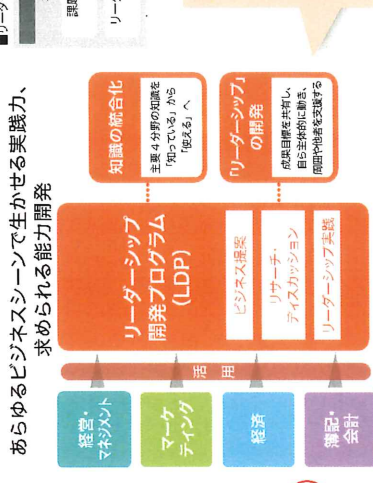 あらゆるビジネスシーンで生かせる実践力、
求められる能力開発
経営・
マネジメント
マーケ
ティング
経済
簿記・
会計
活用
リーダーシップ
開発プログラム
(LDP)
ビジネス提案
リサーチ・
ディスカッション
リーダーシップ実践
知識の統合化
主要4分野の知識を
「知っている」から
「使える」へ
「リーダーシップ」
の開発
成果目標を共有し、
自ら主体的に動き、
周囲や他者を支援する
■リーダ
課題
リーダ